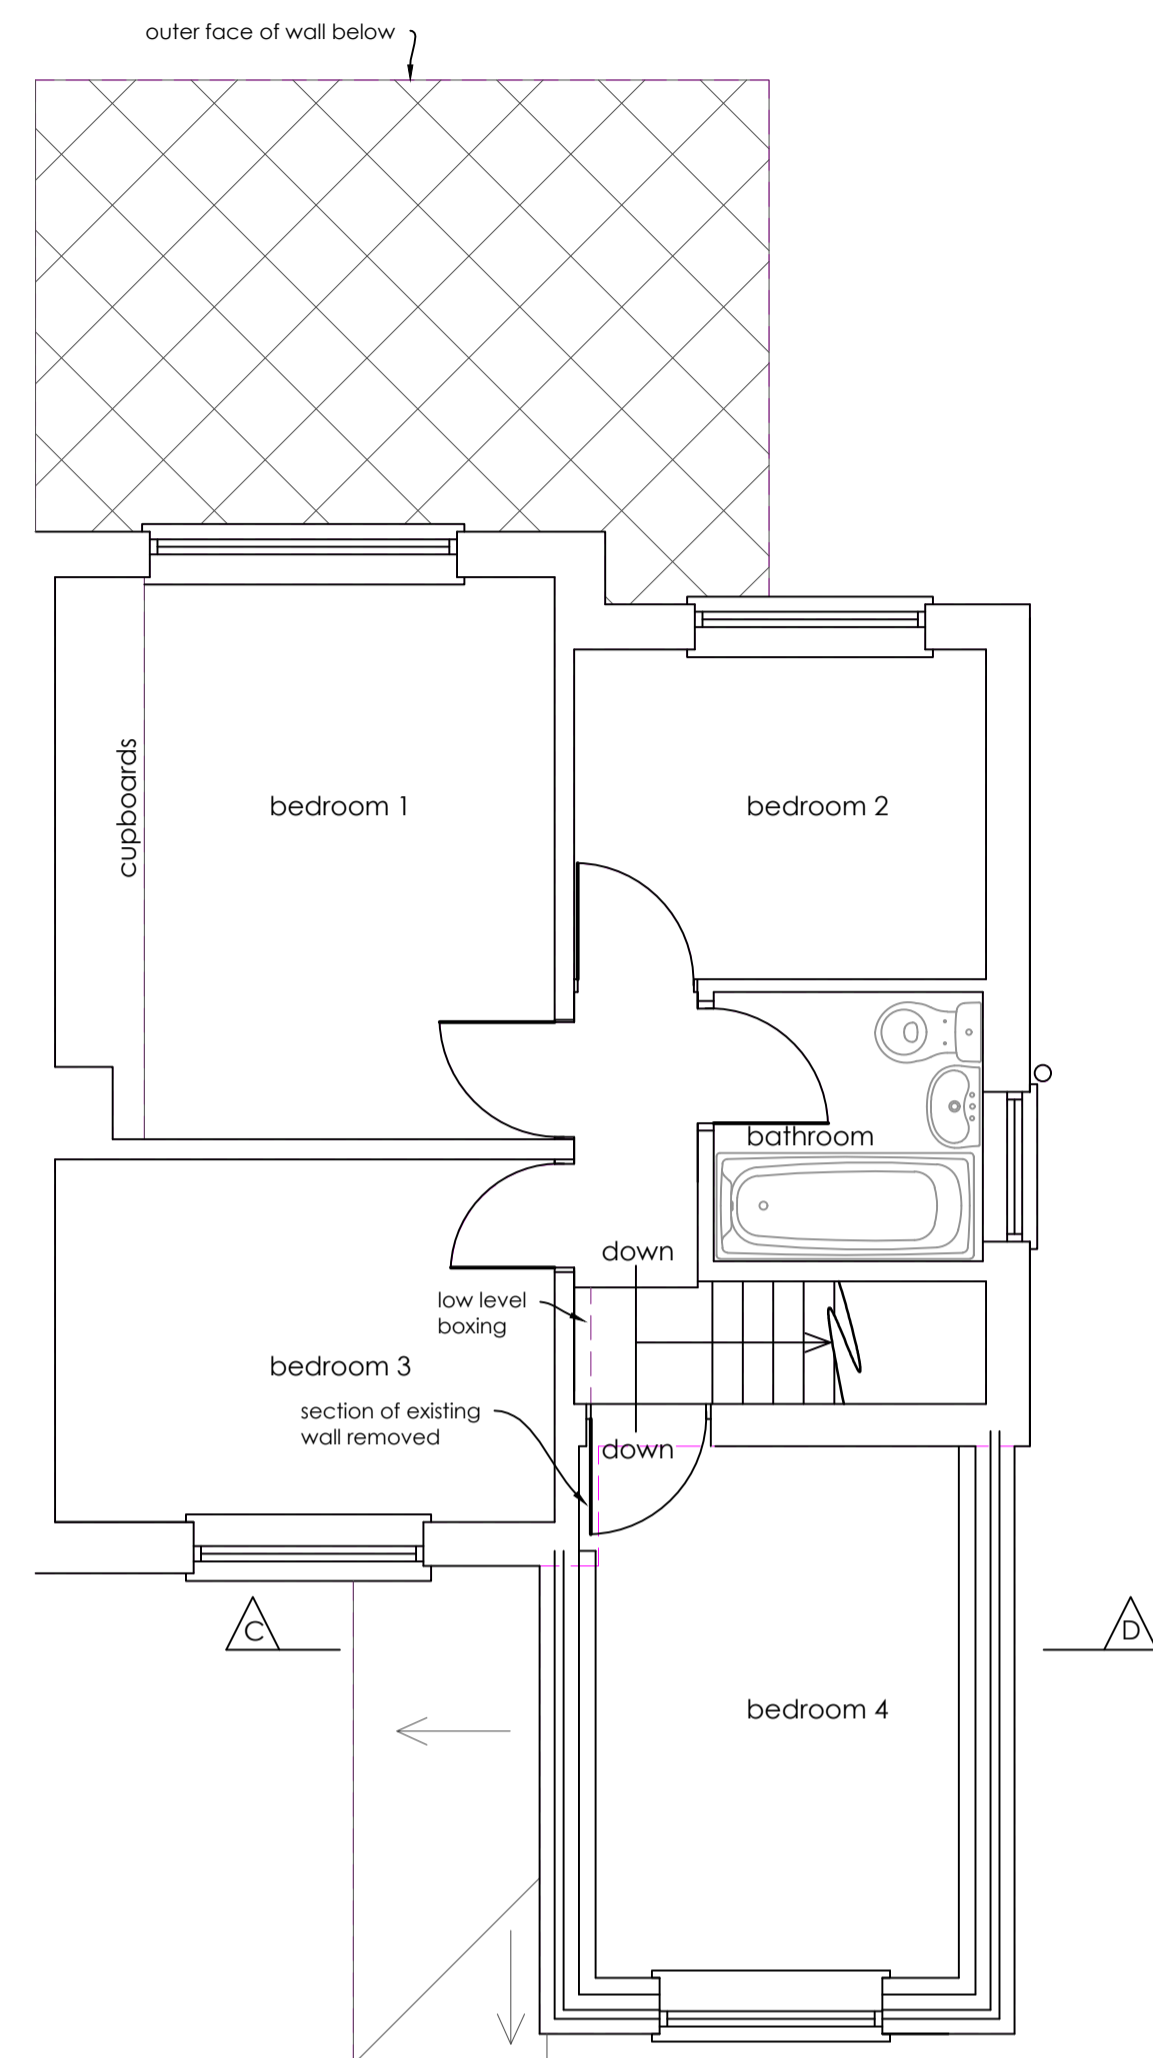 outer face of wall below
cupboards
bedroom 1
bedroom 2
bathroom
down
low level
boxing
bedroom 3
section of existing
wall removed
down
C
D
bedroom 4